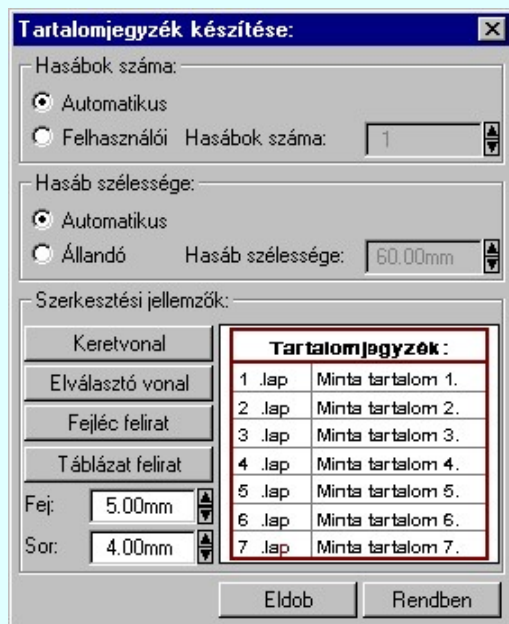 Tartalomjegyzék készítése:
Hasábok száma:
Automatikus
Felhasználói Hasábok száma: 1
Hasáb szélessége:
Automatikus
Állandó Hasáb szélessége: 60.00mm
Szerkesztési jellemzők:
Keretvonal
Elválasztó vonal
Fejléc felirat
Táblázat felirat
Fej: 5.00mm
Sor: 4.00mm
Tartalomjegyzék:
1 .lap Minta tartalom 1.
2 .lap Minta tartalom 2.
3 .lap Minta tartalom 3.
4 .lap Minta tartalom 4.
5 .lap Minta tartalom 5.
6 .lap Minta tartalom 6.
7 .lap Minta tartalom 7.
Eldob Rendben